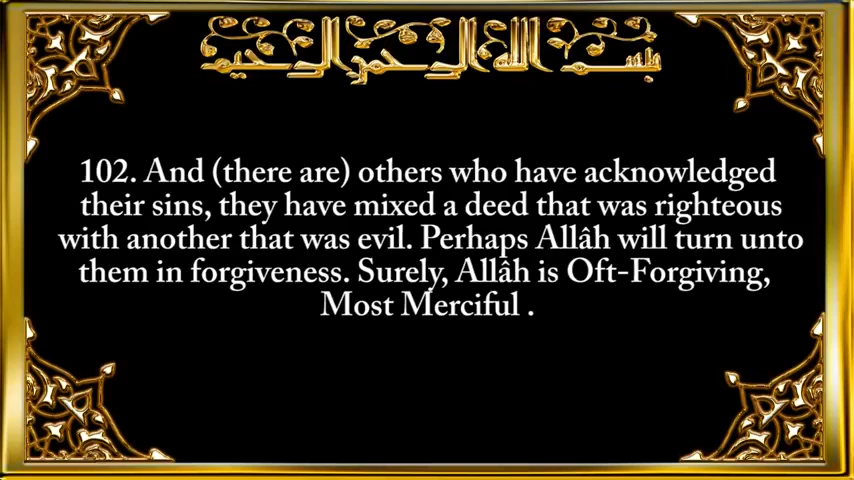 بسم الله الرحمن الرحيم
102. And (there are) others who have acknowledged
their sins, they have mixed a deed that was righteous
with another that was evil. Perhaps Allâh will turn unto
them in forgiveness. Surely, Allâh is Oft-Forgiving,
Most Merciful .